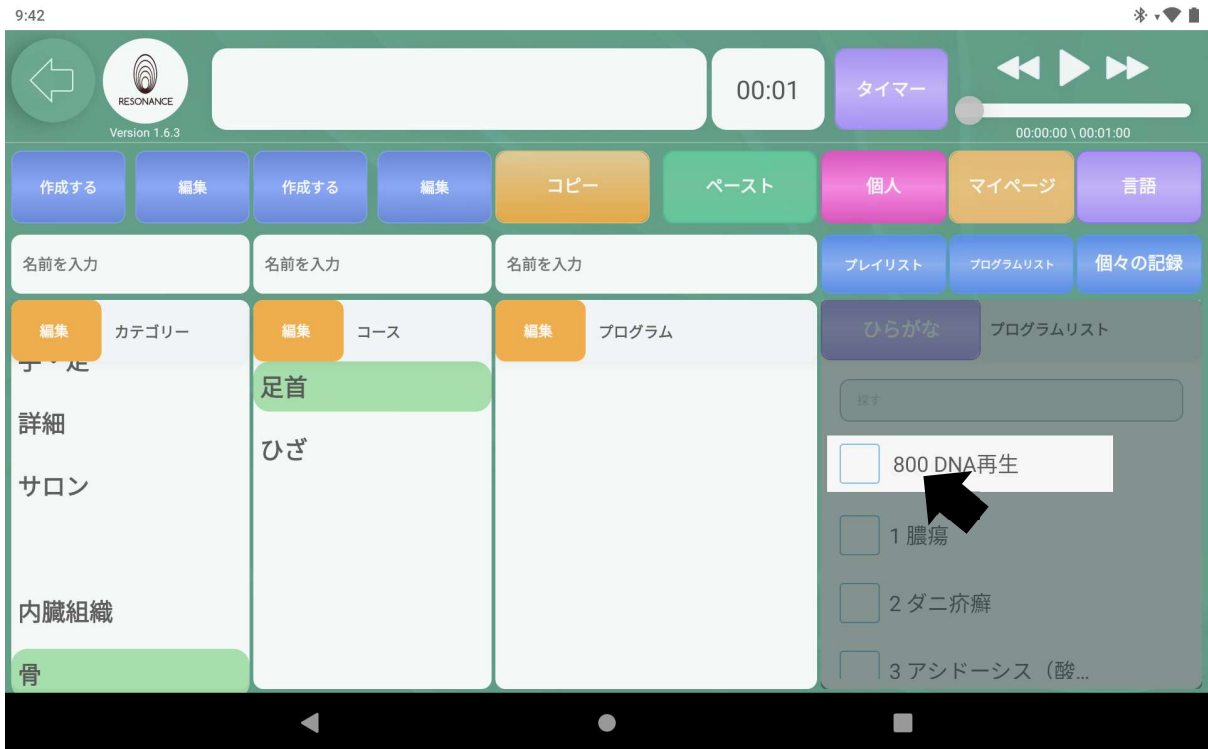 9:42
RESONANCE
Version 1.6.3
00:01
タイマー
00:00:00 \ 00:01:00
作成する
編集
作成する
編集
コピー
ペースト
個人
マイページ
言語
名前を入力
名前を入力
名前を入力
プレイリスト
プログラムリスト
個々の記録
編集
カテゴリー
編集
コース
編集
プログラム
ひらがな
プログラムリスト
手・足
詳細
サロン
内臓組織
骨
足首
ひざ
探す
800 DNA再生
1 膿瘍
2 ダニ疥癬
3 アシドーシス（酸...